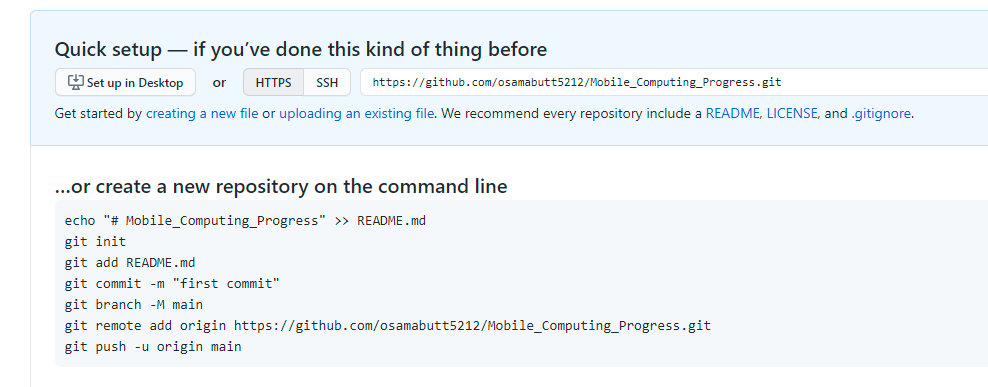 Quick setup — if you’ve done this kind of thing before
Set up in Desktop or HTTPS SSH https://github.com/osamabutt5212/Mobile_Computing_Progress.git
Get started by creating a new file or uploading an existing file. We recommend every repository include a README, LICENSE, and .gitignore.
…or create a new repository on the command line
echo "# Mobile_Computing_Progress" >> README.md
git init
git add README.md
git commit -m "first commit"
git branch -M main
git remote add origin https://github.com/osamabutt5212/Mobile_Computing_Progress.git
git push -u origin main